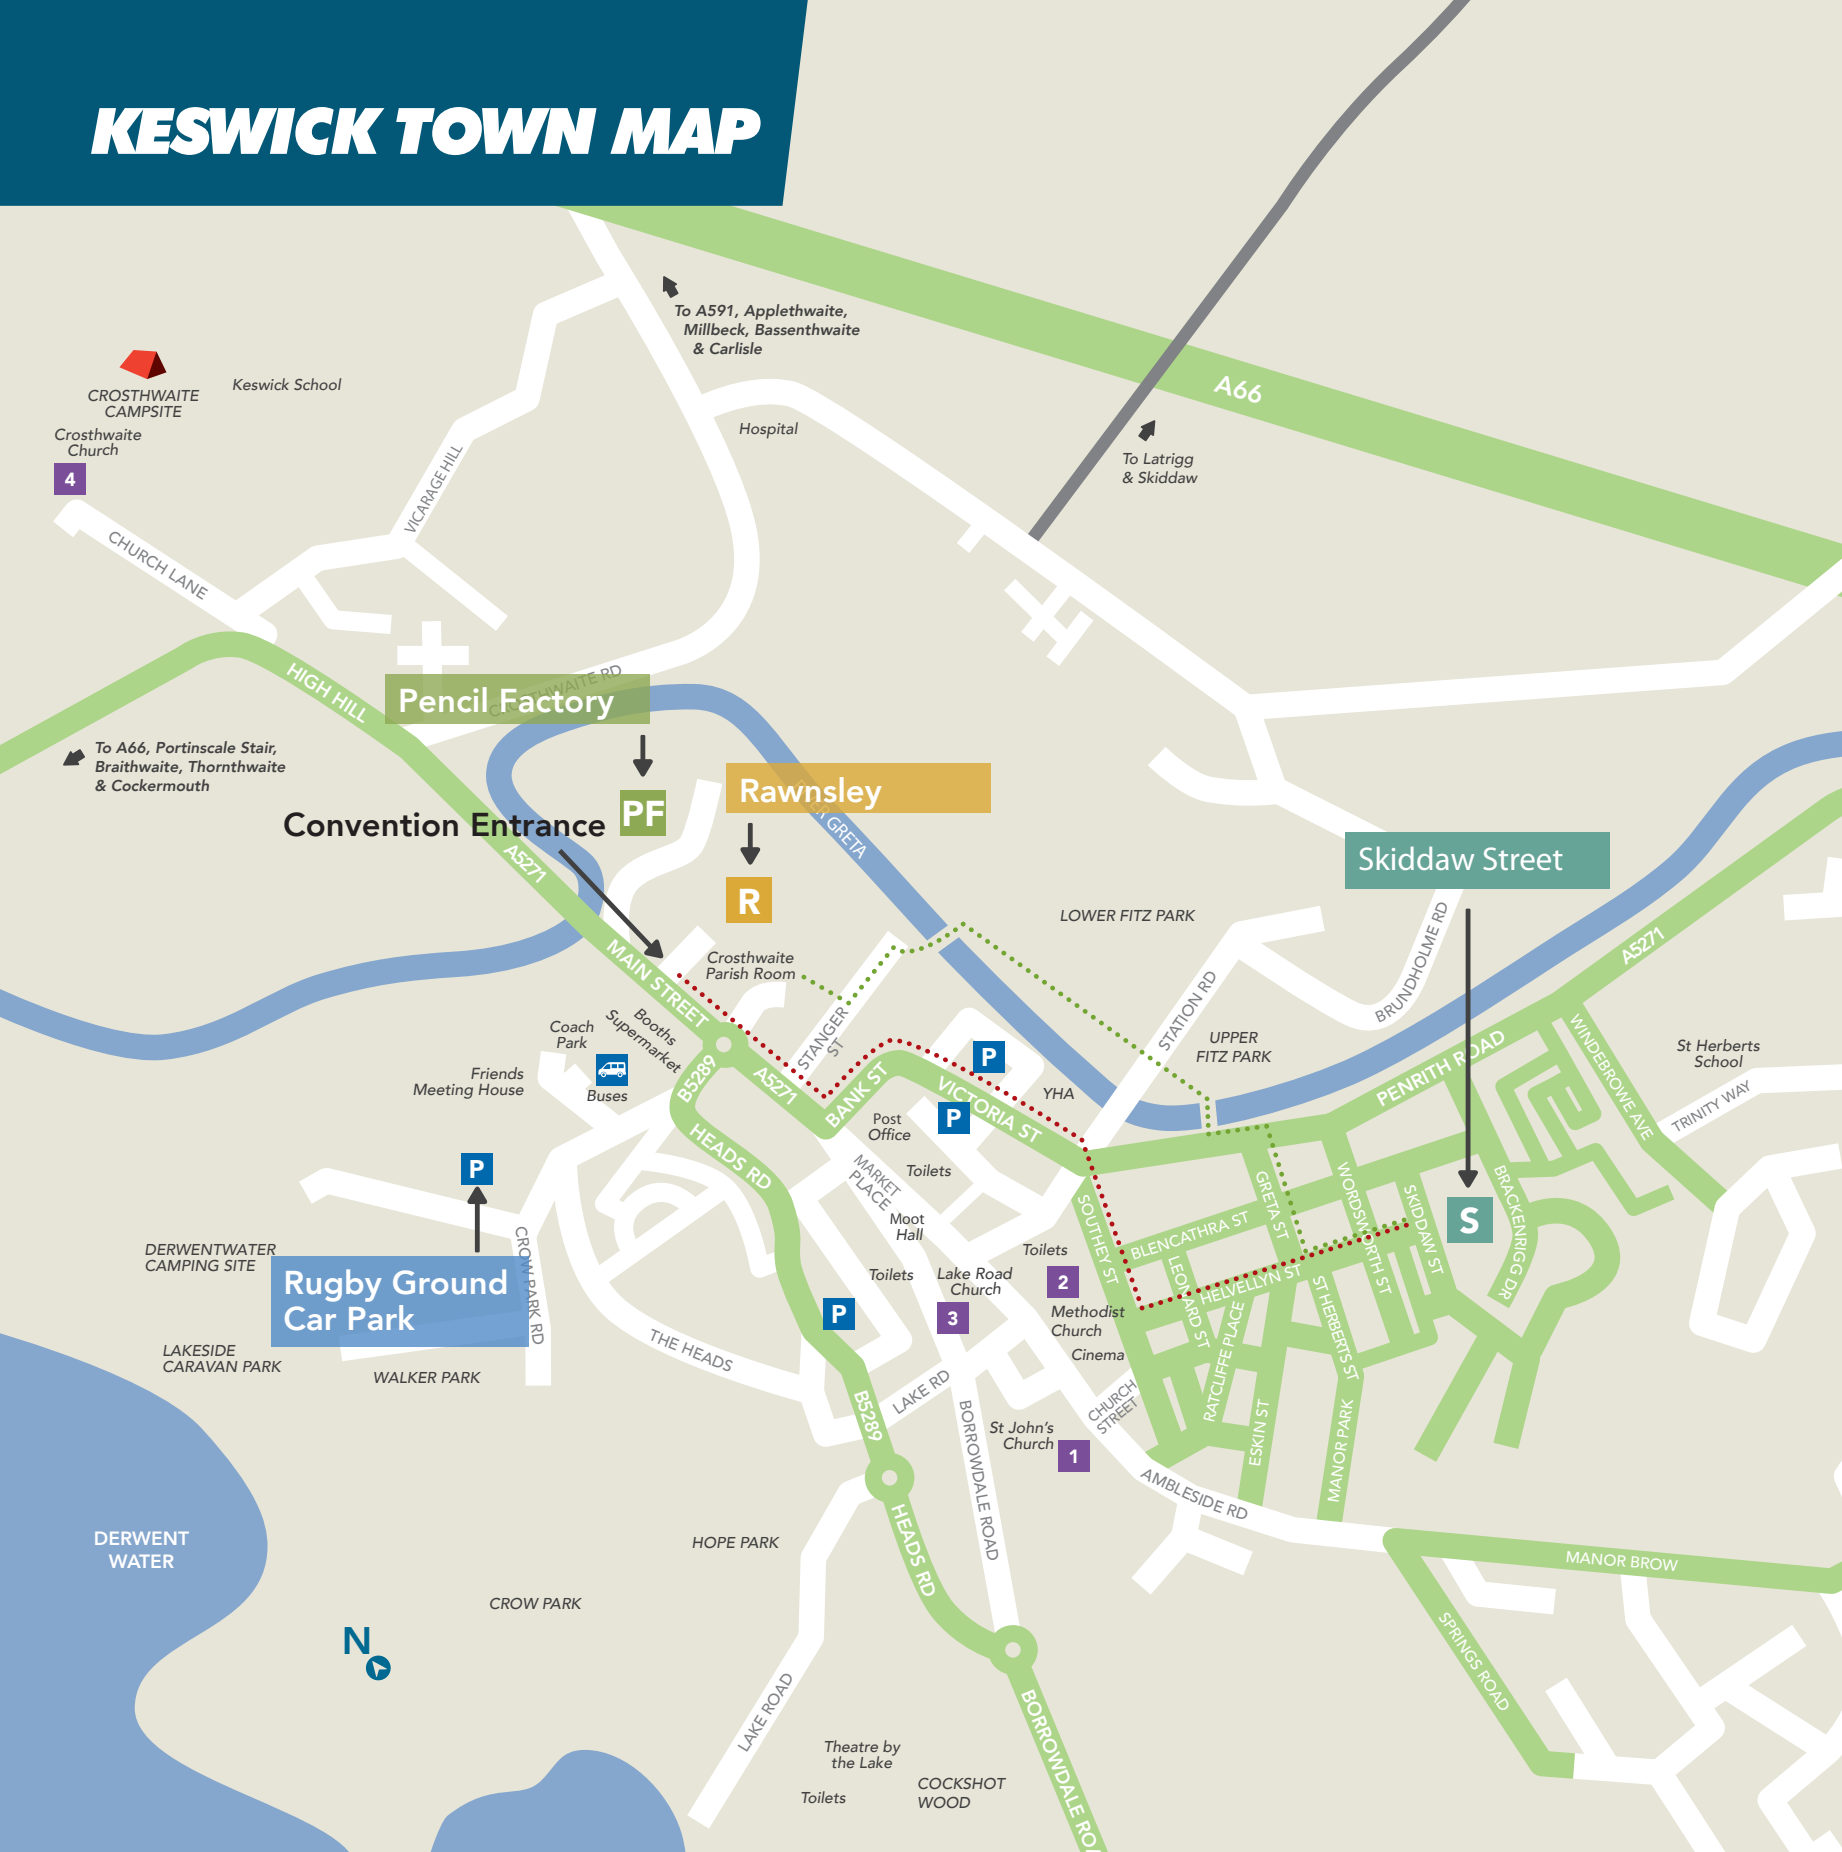 KESWICK TOWN MAP
To A591, Applethwaite,
Millbeck, Bassenthwaite
& Carlisle
A66
CROSTHWAITE
CAMPSITE
Keswick School
Crosthwaite
Church
4
Hospital
To Latrigg
& Skiddaw
VICARAGE HILL
CHURCH LANE
HIGH HILL
CROSTHWAITE RD
Pencil Factory
To A66, Portinscale Stair,
Braithwaite, Thornthwaite
& Cockermouth
Convention Entrance
PF
Rawnsley
RIVER GRETA
R
Skiddaw Street
A5271
LOWER FITZ PARK
BRUNDHOLME RD
A5271
MAIN STREET
Crosthwaite
Parish Room
STATION RD
Booths
Supermarket
Coach
Park
STANGER
ST
UPPER
FITZ PARK
PENRITH ROAD
WINDEBROWE AVE
St Herberts
School
TRINITY WAY
Friends
Meeting House
Buses
B5289
A5271
BANK ST
P
VICTORIA ST
YHA
P
Post
Office
Toilets
HEADS RD
MARKET
PLACE
P
Moot
Hall
SOUTHEY ST
BLENCATHRA ST
GRETA ST
WORDSWORTH ST
SKIDDAW ST
S
BRACKENRIGG DR
DERWENTWATER
CAMPING SITE
CROW PARK RD
Rugby Ground
Car Park
Toilets
Toilets
2
Lake Road
Church
3
P
Methodist
Church
LEONARD ST
HELVELLYN ST
ST HERBERTS ST
RATCLIFFE PLACE
LAKESIDE
CARAVAN PARK
WALKER PARK
THE HEADS
Cinema
LAKE RD
CHURCH
STREET
B5289
BORROWDALE ROAD
St John's
Church
1
ESKIN ST
MANOR PARK
AMBLESIDE RD
DERWENT
WATER
HOPE PARK
HEADS RD
MANOR BROW
CROW PARK
N
SPRINGS ROAD
LAKE ROAD
BORROWDALE ROA
Theatre by
the Lake
Toilets
COCKSHOT
WOOD